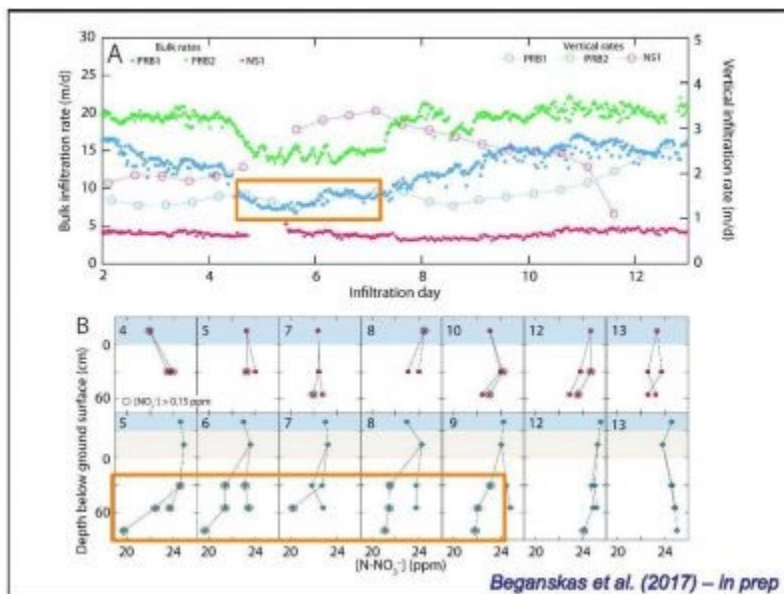 A
Bulk rates
PRB1 PRB2 NS1
Vertical rates
PRB1 PRB2 NS1
Bulk infiltration rate (m/d)
30
25
20
15
10
5
0
Vertical infiltration rate (m/d)
5
4
3
2
1
0
2 4 6 8 10 12
Infiltration day
B
4 5 7 8 10 12 13
0
60
[NO₂⁻] > 0.15 ppm
5 6 7 8 9 12 13
0
60
Depth below ground surface (cm)
20 24 20 24 20 24 20 24 20 24 20 24 20 24
[N-NO₃⁻] (ppm)
Beganskas et al. (2017) – in prep